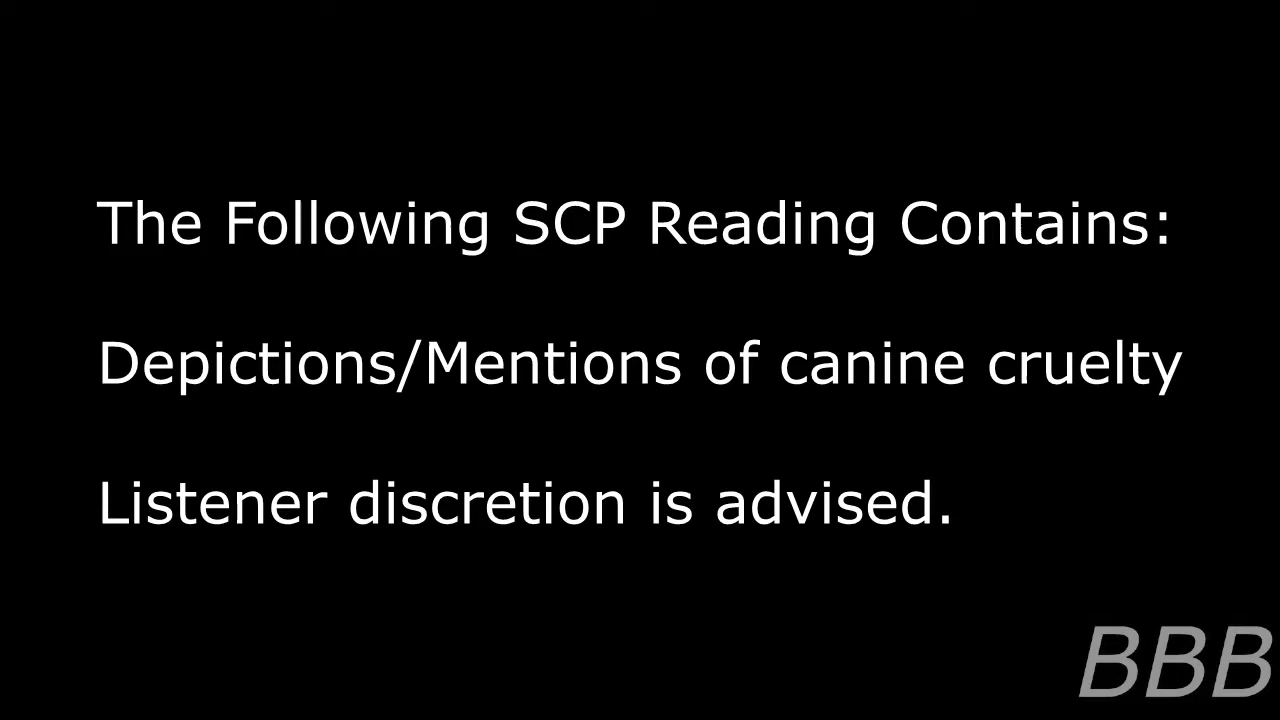 The Following SCP Reading Contains:
Depictions/Mentions of canine cruelty
Listener discretion is advised.
BBB